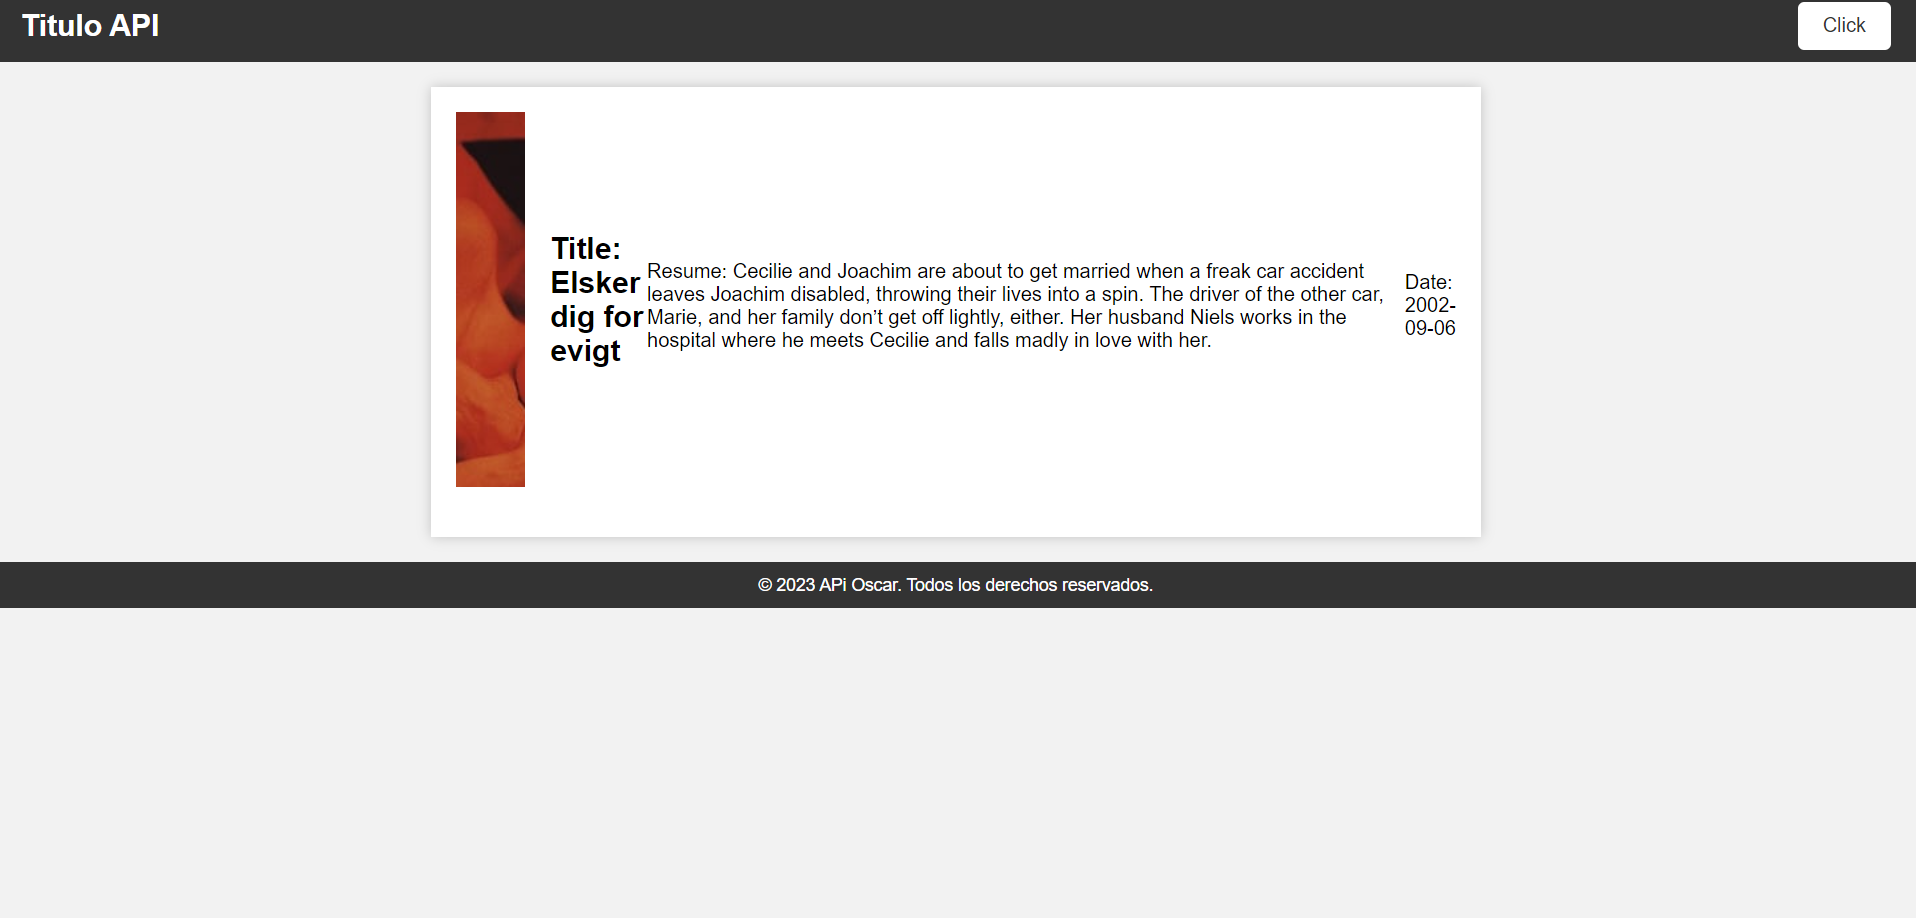 Titulo API
Click
Title:
Elsker
dig for
evigt
Resume: Cecilie and Joachim are about to get married when a freak car accident
leaves Joachim disabled, throwing their lives into a spin. The driver of the other car,
Marie, and her family don’t get off lightly, either. Her husband Niels works in the
hospital where he meets Cecilie and falls madly in love with her.
Date:
2002-
09-06
© 2023 APi Oscar. Todos los derechos reservados.